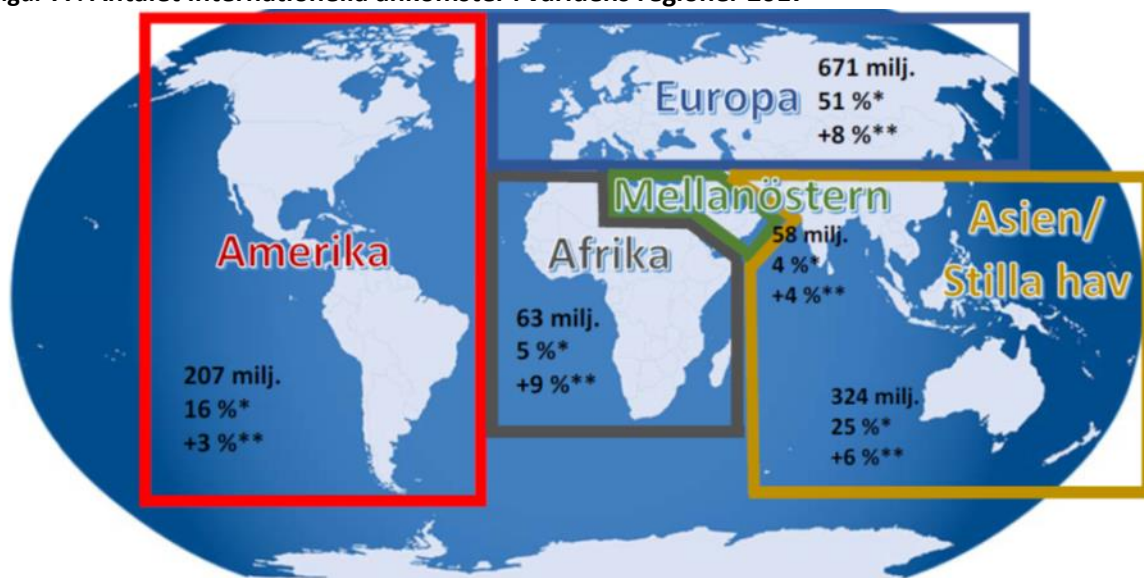 Europa
671 milj.
51 %*
+8 %**
Mellanöstern
58 milj.
4 %*
+4 %**
Asien/
Stilla hav
324 milj.
25 %*
+6 %**
Amerika
207 milj.
16 %*
+3 %**
Afrika
63 milj.
5 %*
+9 %**